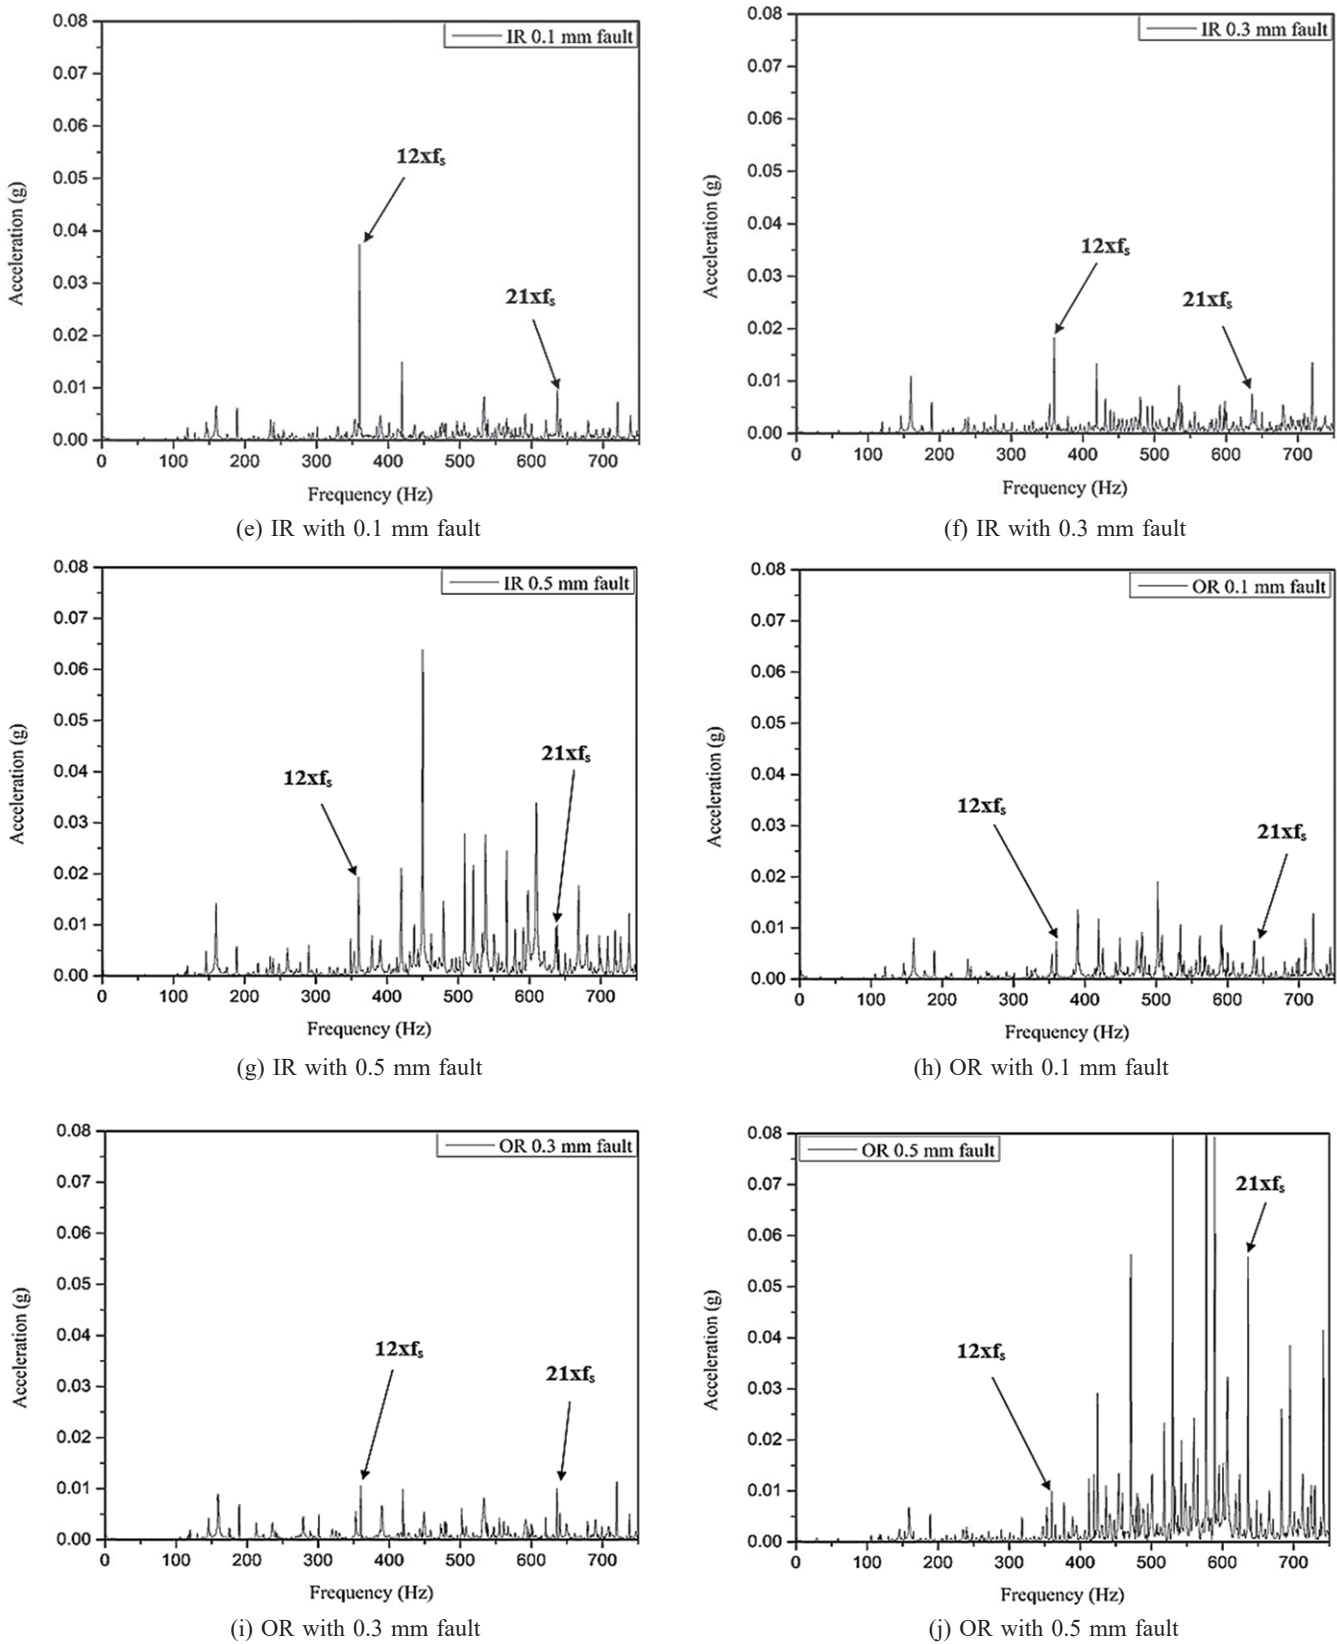 IR 0.1 mm fault
0.08
0.07
0.06
0.05
0.04
0.03
0.02
0.01
0.00
Acceleration (g)
12xfs
21xfs
0 100 200 300 400 500 600 700
Frequency (Hz)
(e) IR with 0.1 mm fault
IR 0.3 mm fault
0.08
0.07
0.06
0.05
0.04
0.03
0.02
0.01
0.00
Acceleration (g)
12xfs
21xfs
0 100 200 300 400 500 600 700
Frequency (Hz)
(f) IR with 0.3 mm fault
IR 0.5 mm fault
0.08
0.07
0.06
0.05
0.04
0.03
0.02
0.01
0.00
Acceleration (g)
21xfs
12xfs
0 100 200 300 400 500 600 700
Frequency (Hz)
(g) IR with 0.5 mm fault
OR 0.1 mm fault
0.08
0.07
0.06
0.05
0.04
0.03
0.02
0.01
0.00
Acceleration (g)
12xfs
21xfs
0 100 200 300 400 500 600 700
Frequency (Hz)
(h) OR with 0.1 mm fault
OR 0.3 mm fault
0.08
0.07
0.06
0.05
0.04
0.03
0.02
0.01
0.00
Acceleration (g)
12xfs
21xfs
0 100 200 300 400 500 600 700
Frequency (Hz)
(i) OR with 0.3 mm fault
OR 0.5 mm fault
0.08
0.07
0.06
0.05
0.04
0.03
0.02
0.01
0.00
Acceleration (g)
21xfs
12xfs
0 100 200 300 400 500 600 700
Frequency (Hz)
(j) OR with 0.5 mm fault